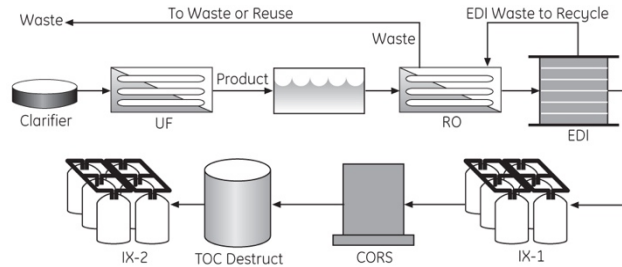 To Waste or Reuse
EDI Waste to Recycle
Waste
Waste
Product
Clarifier
UF
RO
EDI
IX-2
TOC Destruct
CORS
IX-1